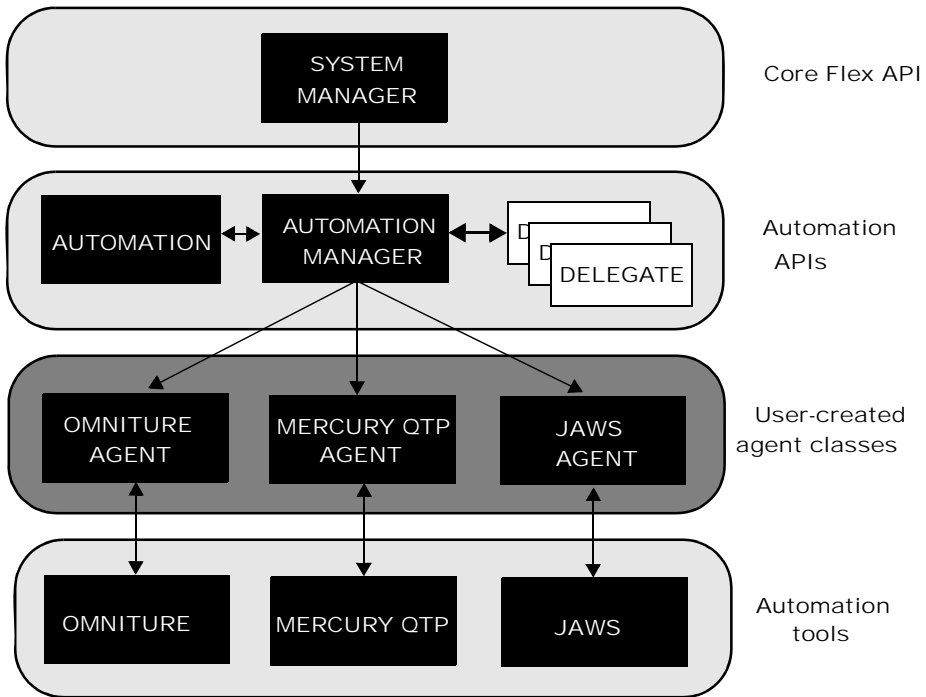 SYSTEM
MANAGER
Core Flex API
AUTOMATION
AUTOMATION
MANAGER
D
D
DELEGATE
Automation
APIs
OMNITURE
AGENT
MERCURY QTP
AGENT
JAWS
AGENT
User-created
agent classes
OMNITURE
MERCURY QTP
JAWS
Automation
tools